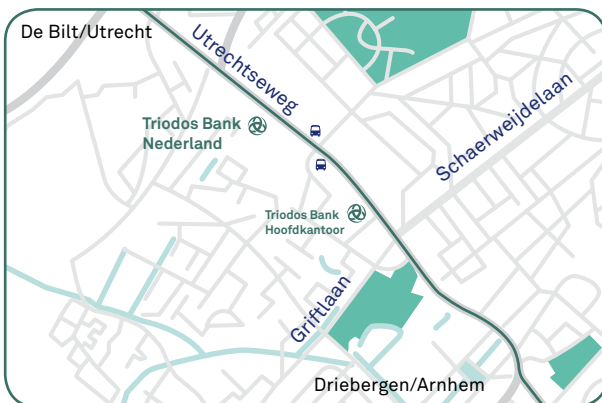 De Bilt/Utrecht
Utrechtseweg
Triodos Bank
Nederland
Schaerweijdelaan
Triodos Bank
Hoofdkantoor
Griftlaan
Driebergen/Arnhem